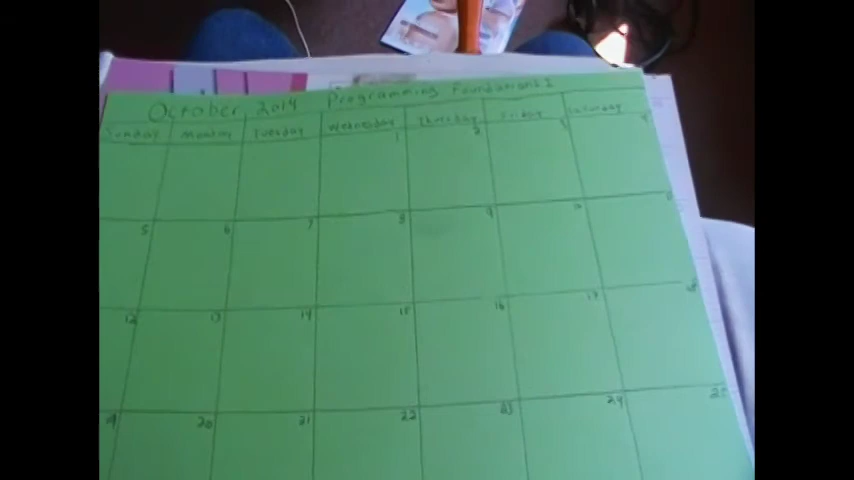 October, 2014 Programming Foundations I
Sunday Monday Tuesday Wednesday Thursday Friday Saturday
1 2 3 4
5 6 7 8 9 10 11
12 13 14 15 16 17 18
19 20 21 22 23 24 25